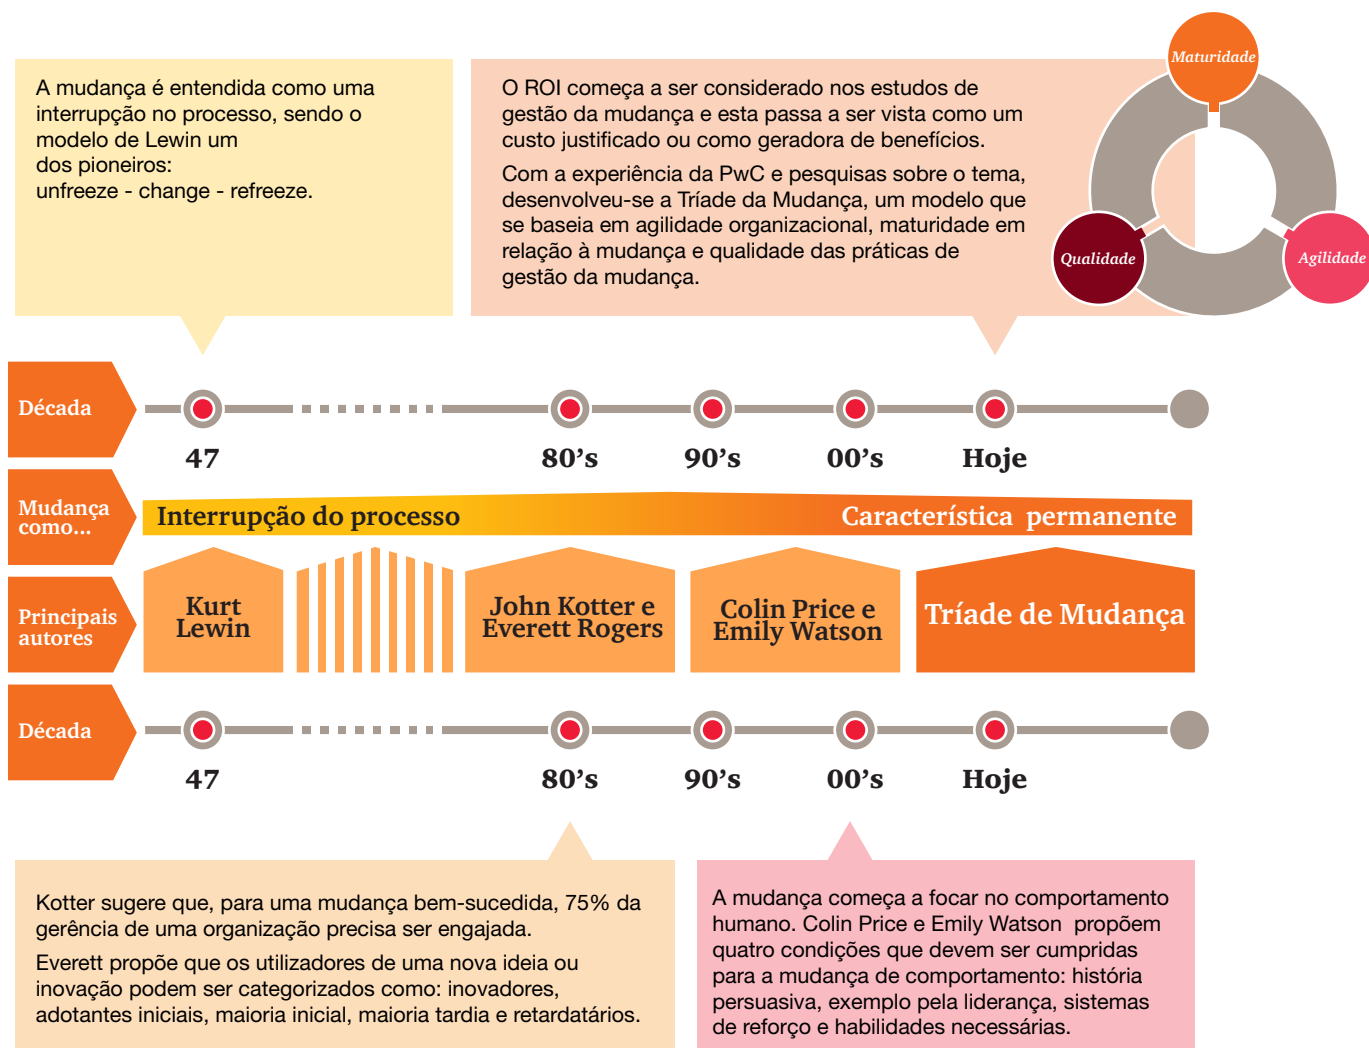 A mudança é entendida como uma
interrupção no processo, sendo o
modelo de Lewin um
dos pioneiros:
unfreeze - change - refreeze.
O ROI começa a ser considerado nos estudos de
gestão da mudança e esta passa a ser vista como um
custo justificado ou como geradora de benefícios.
Com a experiência da PwC e pesquisas sobre o tema,
desenvolveu-se a Tríade da Mudança, um modelo que
se baseia em agilidade organizacional, maturidade em
relação à mudança e qualidade das práticas de
gestão da mudança.
Maturidade
Qualidade
Agilidade
Década
47
80’s
90’s
00’s
Hoje
Mudança
como...
Interrupção do processo
Característica permanente
Principais
autores
Kurt
Lewin
John Kotter e
Everett Rogers
Colin Price e
Emily Watson
Tríade de Mudança
Década
47
80’s
90’s
00’s
Hoje
Kotter sugere que, para uma mudança bem-sucedida, 75% da
gerência de uma organização precisa ser engajada.
Everett propõe que os utilizadores de uma nova ideia ou
inovação podem ser categorizados como: inovadores,
adotantes iniciais, maioria inicial, maioria tardia e retardatários.
A mudança começa a focar no comportamento
humano. Colin Price e Emily Watson propõem
quatro condições que devem ser cumpridas
para a mudança de comportamento: história
persuasiva, exemplo pela liderança, sistemas
de reforço e habilidades necessárias.